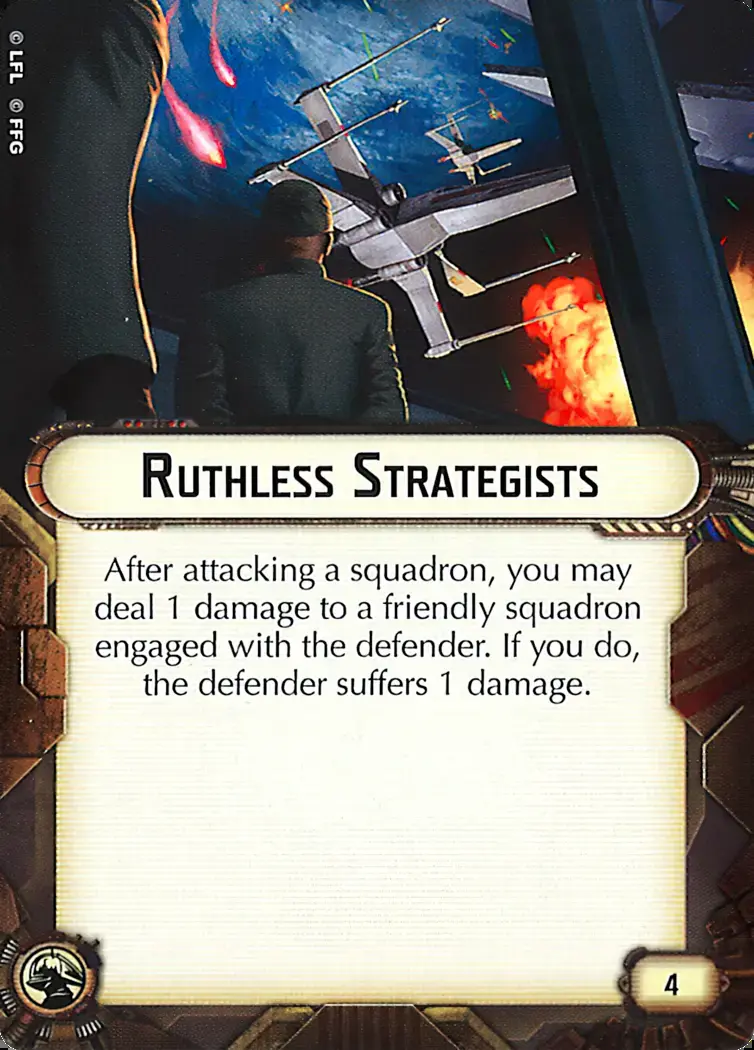 © LFL © FFG
RUTHLESS STRATEGISTS
After attacking a squadron, you may
deal 1 damage to a friendly squadron
engaged with the defender. If you do,
the defender suffers 1 damage.
4